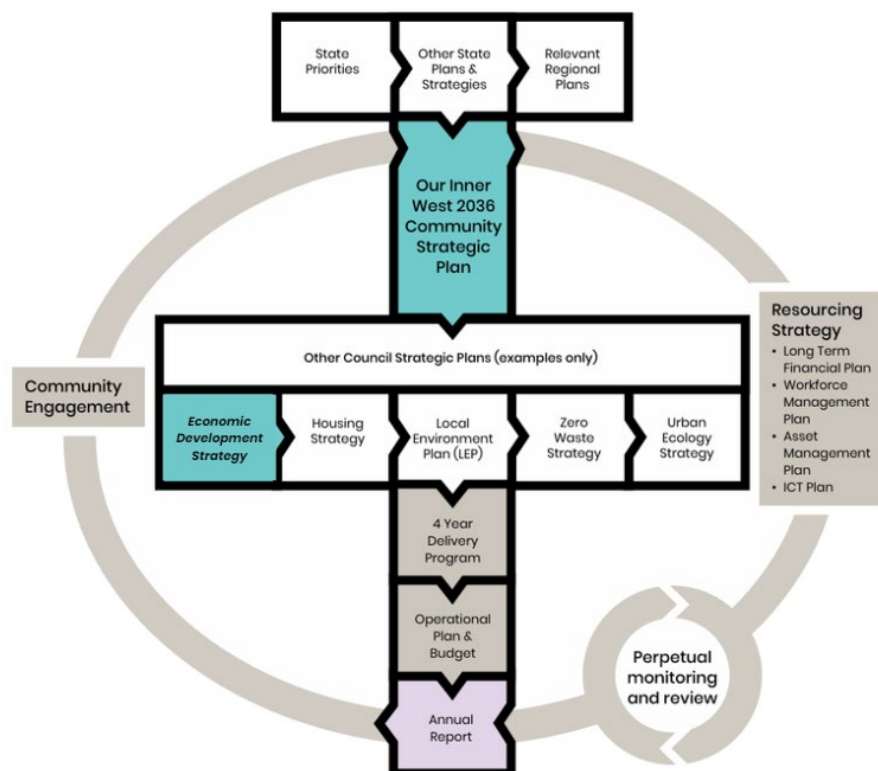 State
Priorities
Other State
Plans &
Strategies
Relevant
Regional
Plans
Our Inner
West 2036
Community
Strategic
Plan
Other Council Strategic Plans (examples only)
Economic
Development
Strategy
Housing
Strategy
Local
Environment
Plan (LEP)
Zero
Waste
Strategy
Urban
Ecology
Strategy
Community
Engagement
Resourcing
Strategy
• Long Term
Financial Plan
• Workforce
Management
Plan
• Asset
Management
Plan
• ICT Plan
4 Year
Delivery
Program
Operational
Plan &
Budget
Annual
Report
Perpetual
monitoring
and review